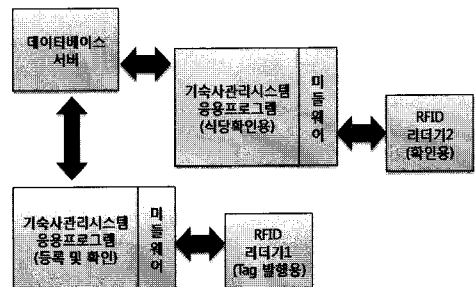 데이터베이스
서버
기숙사관리시스템
응용프로그램
(식당확인용)
미들웨어
RFID
리더기2
(확인용)
기숙사관리시스템
응용프로그램
(등록 및 확인)
미들웨어
RFID
리더기1
(Tag 발행용)